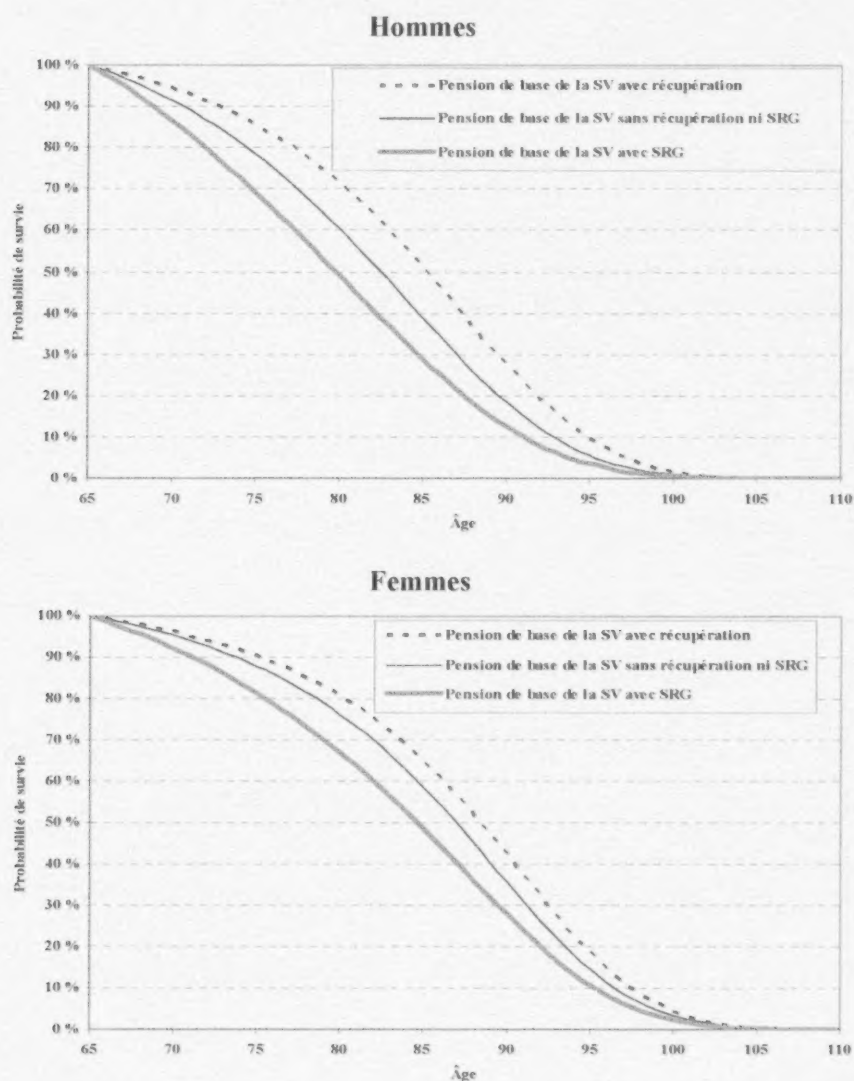 Hommes
100 %
90 %
80 %
70 %
60 %
50 %
40 %
30 %
20 %
10 %
0 %
Probabilité de survie
Pension de base de la SV avec récupération
Pension de base de la SV sans récupération ni SRG
Pension de base de la SV avec SRG
65 70 75 80 85 90 95 100 105 110
Âge
Femmes
100 %
90 %
80 %
70 %
60 %
50 %
40 %
30 %
20 %
10 %
0 %
Probabilité de survie
Pension de base de la SV avec récupération
Pension de base de la SV sans récupération ni SRG
Pension de base de la SV avec SRG
65 70 75 80 85 90 95 100 105 110
Âge